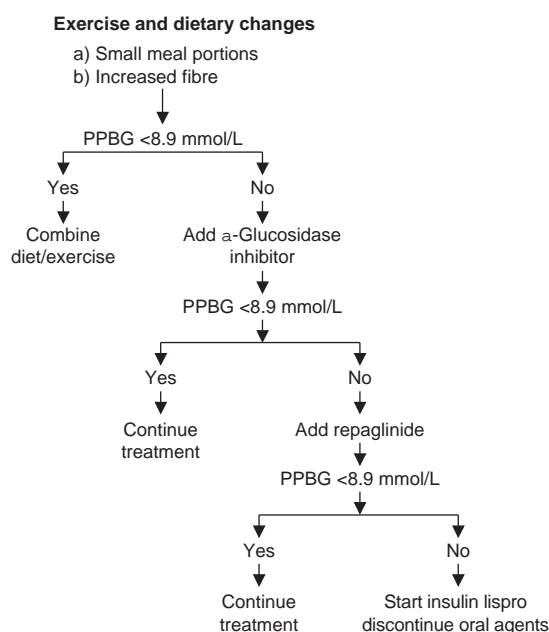 Exercise and dietary changes
a) Small meal portions
b) Increased fibre
PPBG <8.9 mmol/L
Yes
No
Combine
diet/exercise
Add a-Glucosidase
inhibitor
PPBG <8.9 mmol/L
Yes
No
Continue
treatment
Add repaglinide
PPBG <8.9 mmol/L
Yes
No
Continue
treatment
Start insulin lispro
discontinue oral agents